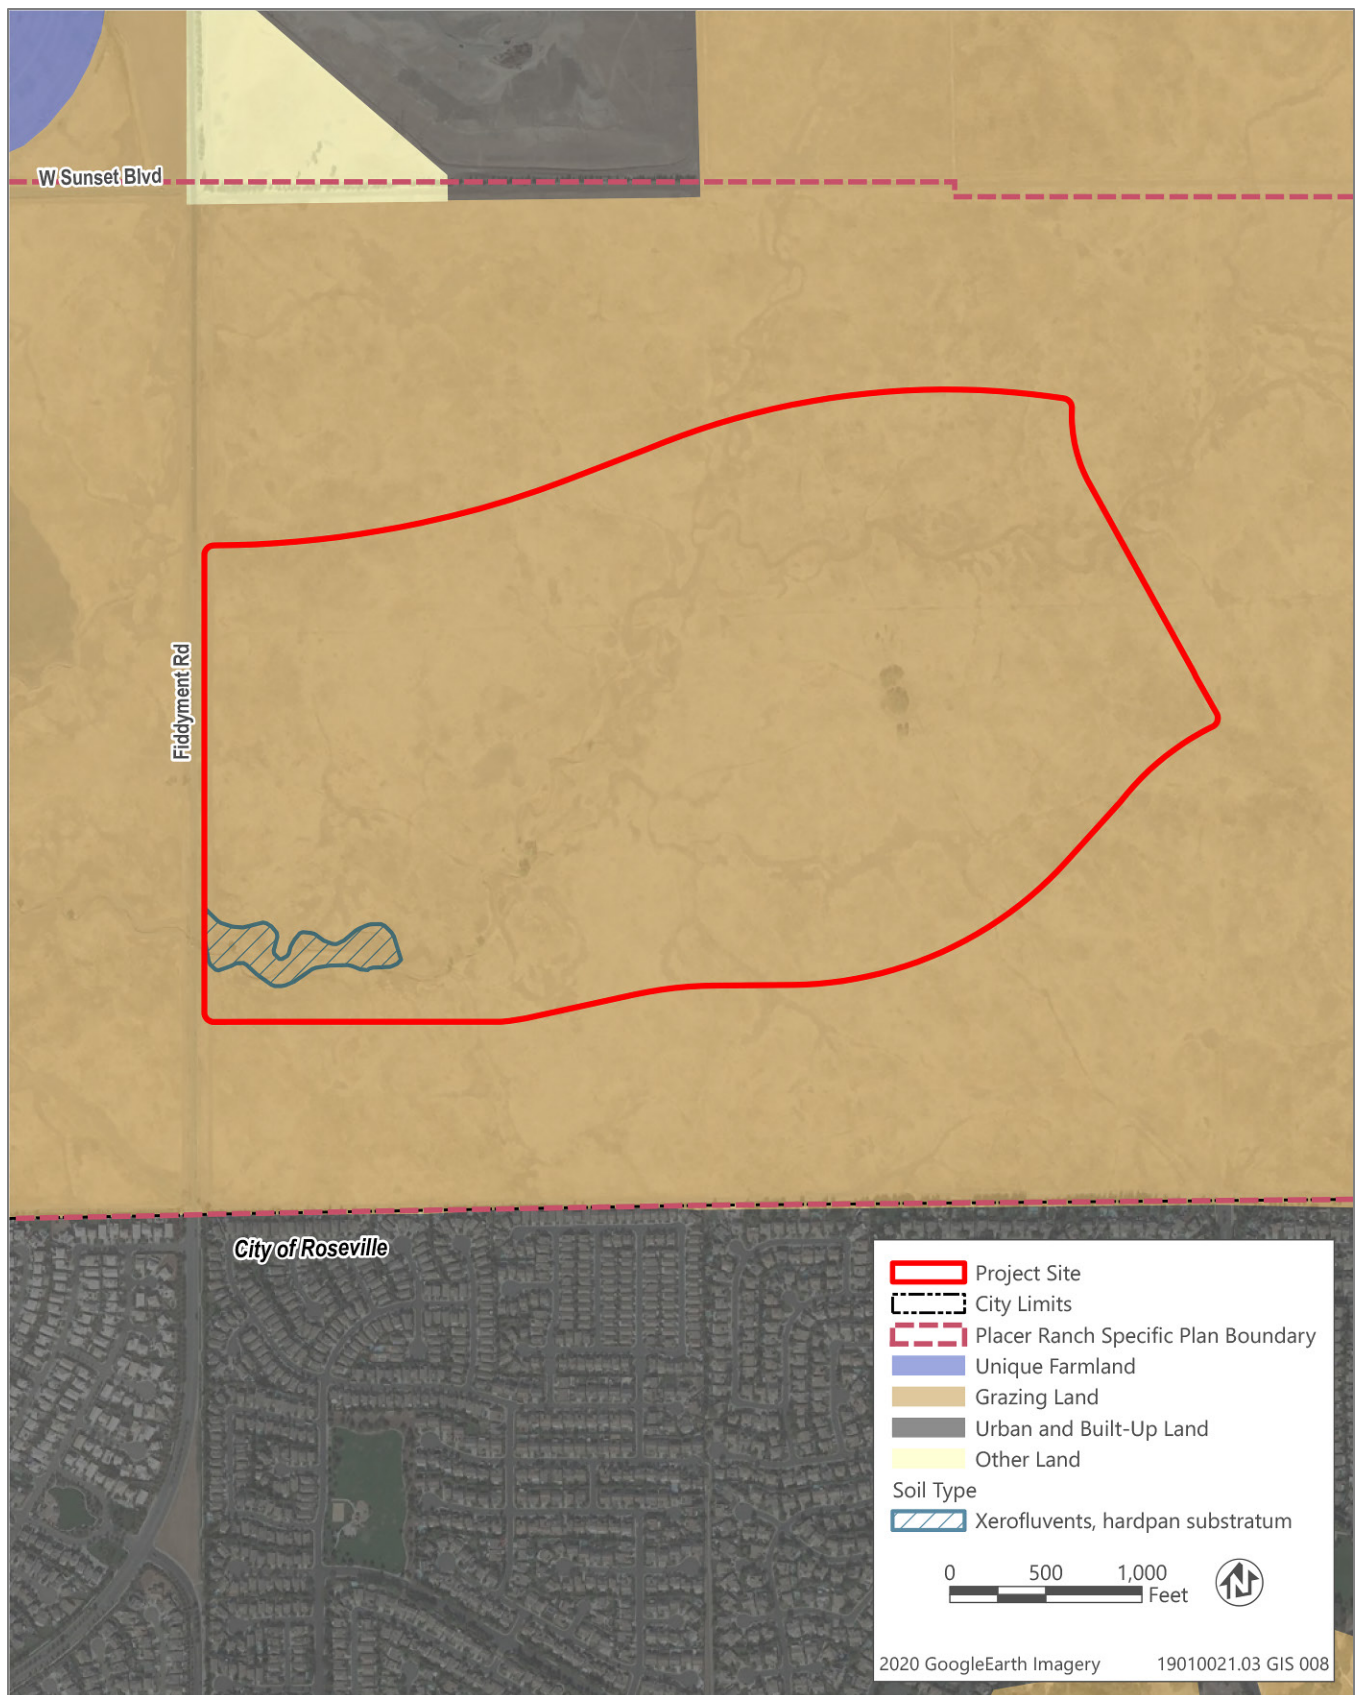 W Sunset Blvd
Fiddyment Rd
City of Roseville
Project Site
City Limits
Placer Ranch Specific Plan Boundary
Unique Farmland
Grazing Land
Urban and Built-Up Land
Other Land
Soil Type
Xerofluvents, hardpan substratum
0 500 1,000
Feet
N
2020 GoogleEarth Imagery 19010021.03 GIS 008